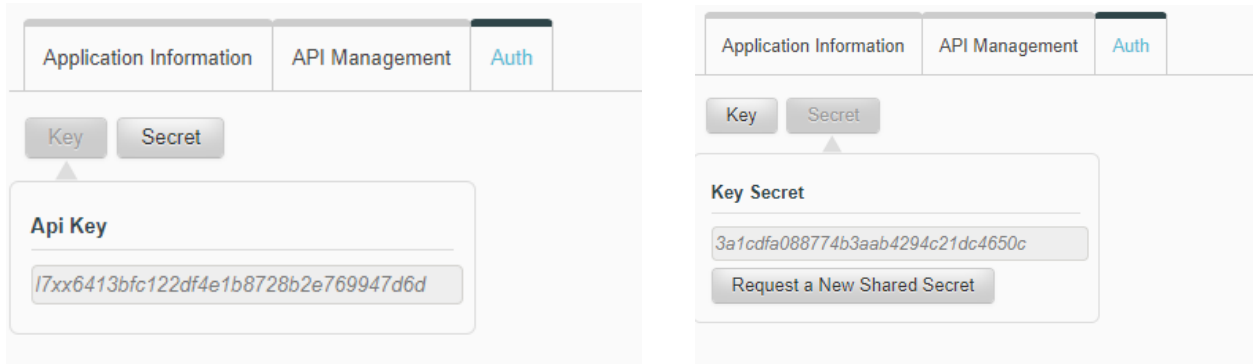 Application Information API Management Auth
Key Secret
Api Key
l7xx6413bfc122df4e1b8728b2e769947d6d
Application Information API Management Auth
Key Secret
Key Secret
3a1cdfa088774b3aab4294c21dc4650c
Request a New Shared Secret